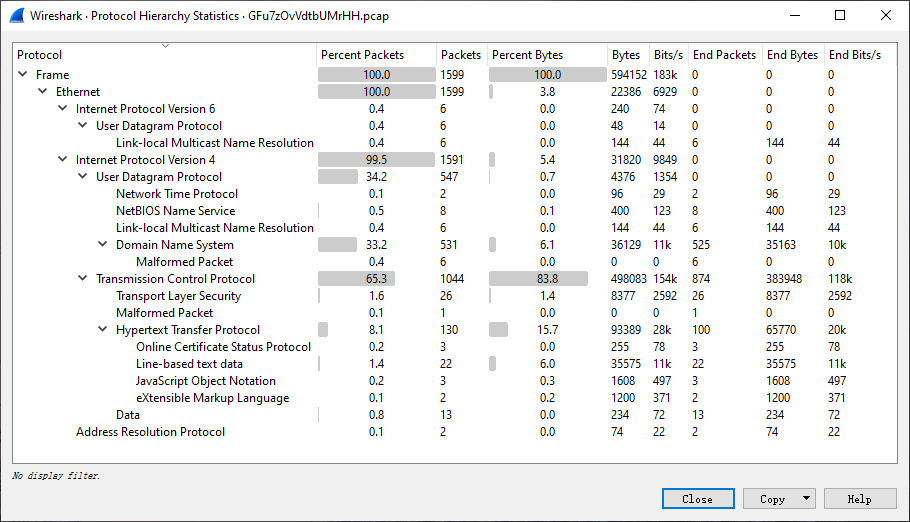 Wireshark · Protocol Hierarchy Statistics · GFu7zOvVdtbUMrHH.pcap
Protocol Percent Packets Packets Percent Bytes Bytes Bits/s End Packets End Bytes End Bits/s
Frame 100.0 1599 100.0 594152 183k 0 0 0
Ethernet 100.0 1599 3.8 22386 6929 0 0 0
Internet Protocol Version 6 0.4 6 0.0 240 74 0 0 0
User Datagram Protocol 0.4 6 0.0 48 14 0 0 0
Link-local Multicast Name Resolution 0.4 6 0.0 144 44 6 144 44
Internet Protocol Version 4 99.5 1591 5.4 31820 9849 0 0 0
User Datagram Protocol 34.2 547 0.7 4376 1354 0 0 0
Network Time Protocol 0.1 2 0.0 96 29 2 96 29
NetBIOS Name Service 0.5 8 0.1 400 123 8 400 123
Link-local Multicast Name Resolution 0.4 6 0.0 144 44 6 144 44
Domain Name System 33.2 531 6.1 36129 11k 525 35163 10k
Malformed Packet 0.4 6 0.0 0 0 6 0 0
Transmission Control Protocol 65.3 1044 83.8 498083 154k 874 383948 118k
Transport Layer Security 1.6 26 1.4 8377 2592 26 8377 2592
Malformed Packet 0.1 1 0.0 0 0 1 0 0
Hypertext Transfer Protocol 8.1 130 15.7 93389 28k 100 65770 20k
Online Certificate Status Protocol 0.2 3 0.0 255 78 3 255 78
Line-based text data 1.4 22 6.0 35575 11k 22 35575 11k
JavaScript Object Notation 0.2 3 0.3 1608 497 3 1608 497
eXtensible Markup Language 0.1 2 0.2 1200 371 2 1200 371
Data 0.8 13 0.0 234 72 13 234 72
Address Resolution Protocol 0.1 2 0.0 74 22 2 74 22
No display filter.
Close Copy Help